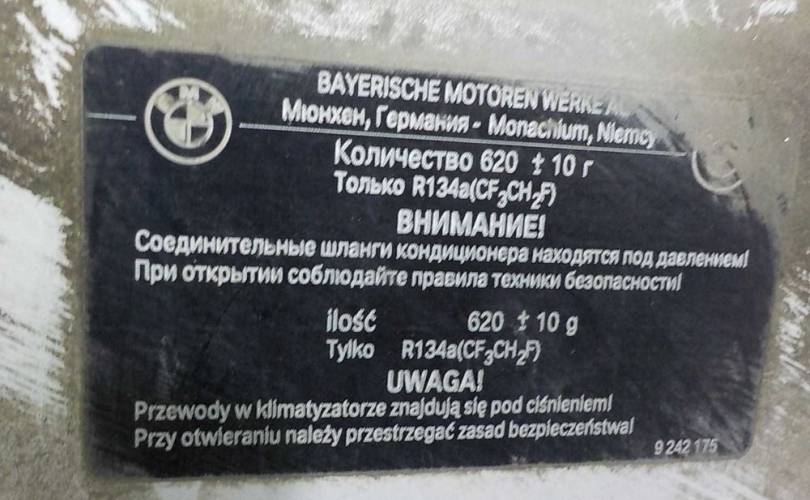 BMW
BAYERISCHE MOTOREN WERKE A
Мюнхен, Германия - Monachium, Niemcy
Количество 620 ± 10 г
Только R134a(CF₃CH₂F)
ВНИМАНИЕ!
Соединительные шланги кондиционера находятся под давлением!
При открытии соблюдайте правила техники безопасности!
ilość 620 ± 10 g
Tylko R134a(CF₃CH₂F)
UWAGA!
Przewody w klimatyzatorze znajdują się pod ciśnieniem!
Przy otwieraniu należy przestrzegać zasad bezpieczeństwa!
9 242 175